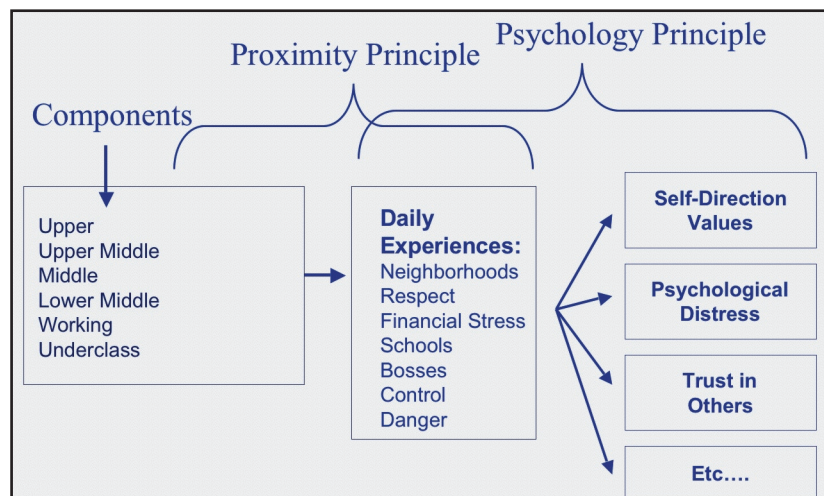 Psychology Principle
Proximity Principle
Components
Upper
Upper Middle
Middle
Lower Middle
Working
Underclass
Daily
Experiences:
Neighborhoods
Respect
Financial Stress
Schools
Bosses
Control
Danger
Self-Direction
Values
Psychological
Distress
Trust in
Others
Etc....